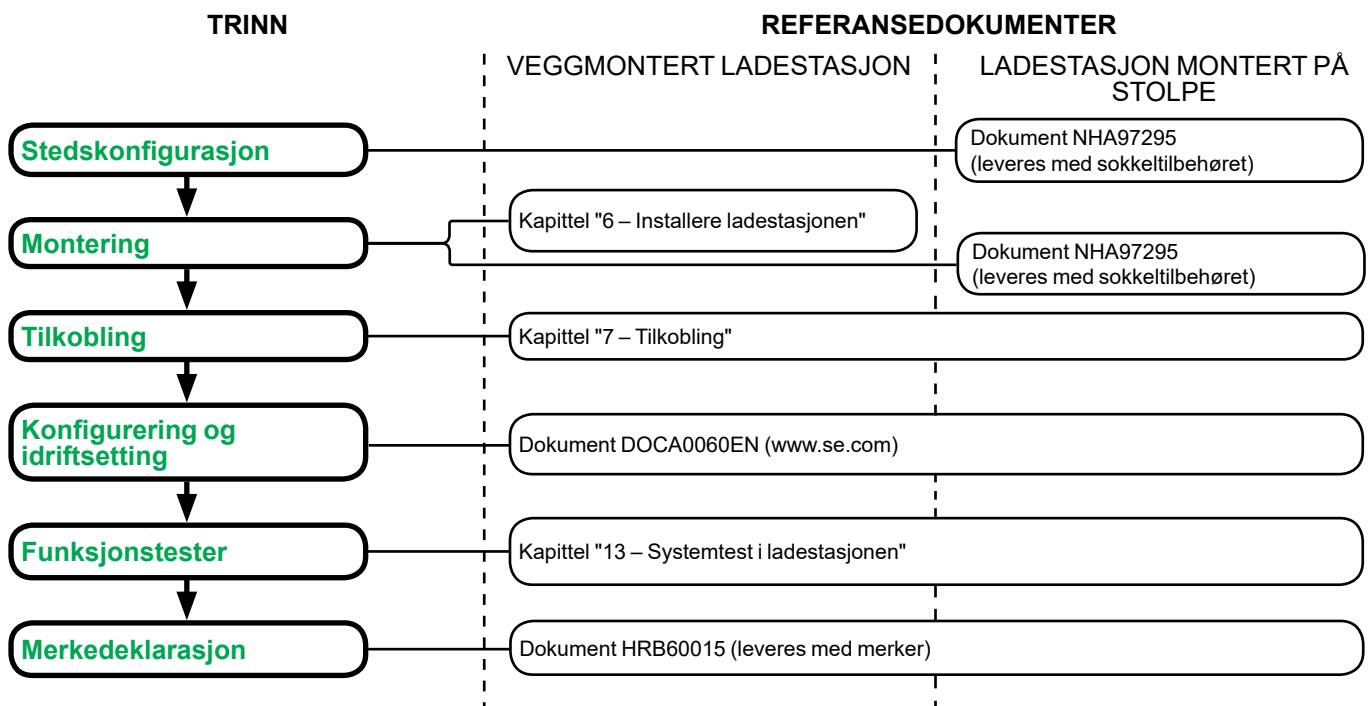 TRINN
REFERANSEDOKUMENTER
VEGGMONTERT LADESTASJON
LADESTASJON MONTERT PÅ
STOLPE
Stedskonfigurasjon
Dokument NHA97295
(leveres med sokkeltilbehøret)
Montering
Kapittel "6 – Installere ladestasjonen"
Dokument NHA97295
(leveres med sokkeltilbehøret)
Tilkobling
Kapittel "7 – Tilkobling"
Konfigurering og
idriftsetting
Dokument DOCA0060EN (www.se.com)
Funksjonstester
Kapittel "13 – Systemtest i ladestasjonen"
Merkedeklarasjon
Dokument HRB60015 (leveres med merker)